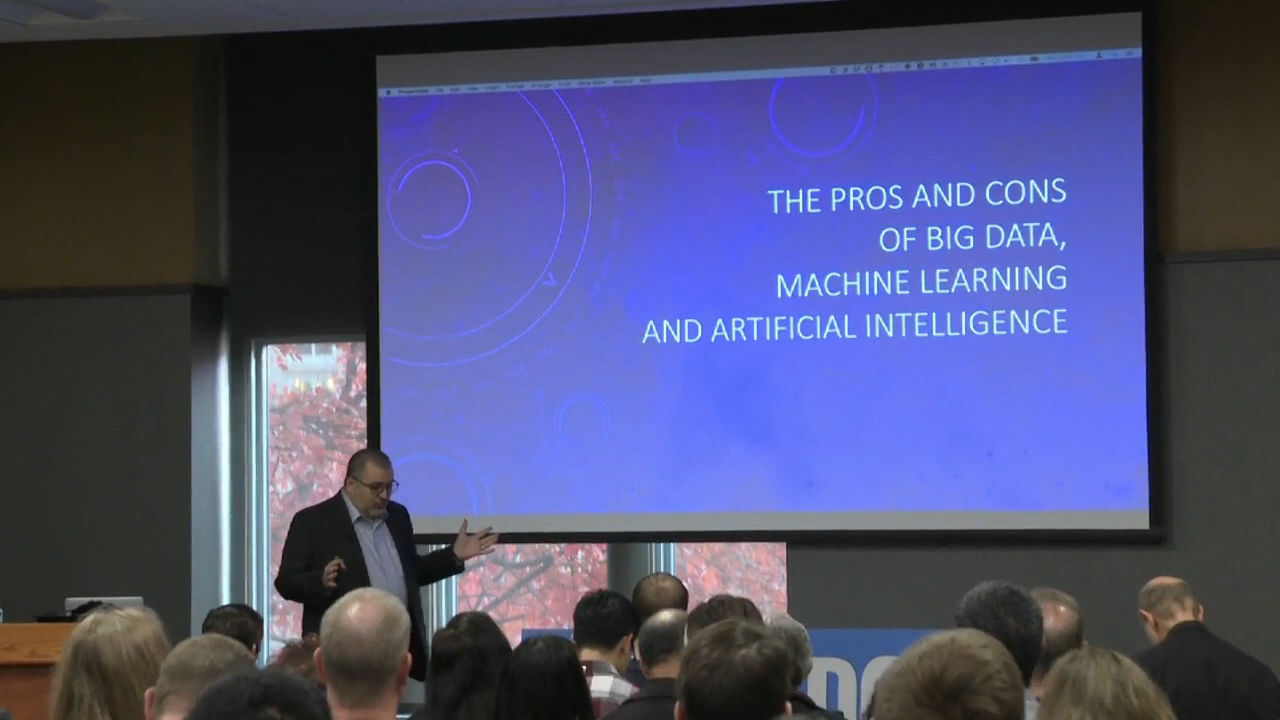 THE PROS AND CONS
OF BIG DATA,
MACHINE LEARNING
AND ARTIFICIAL INTELLIGENCE